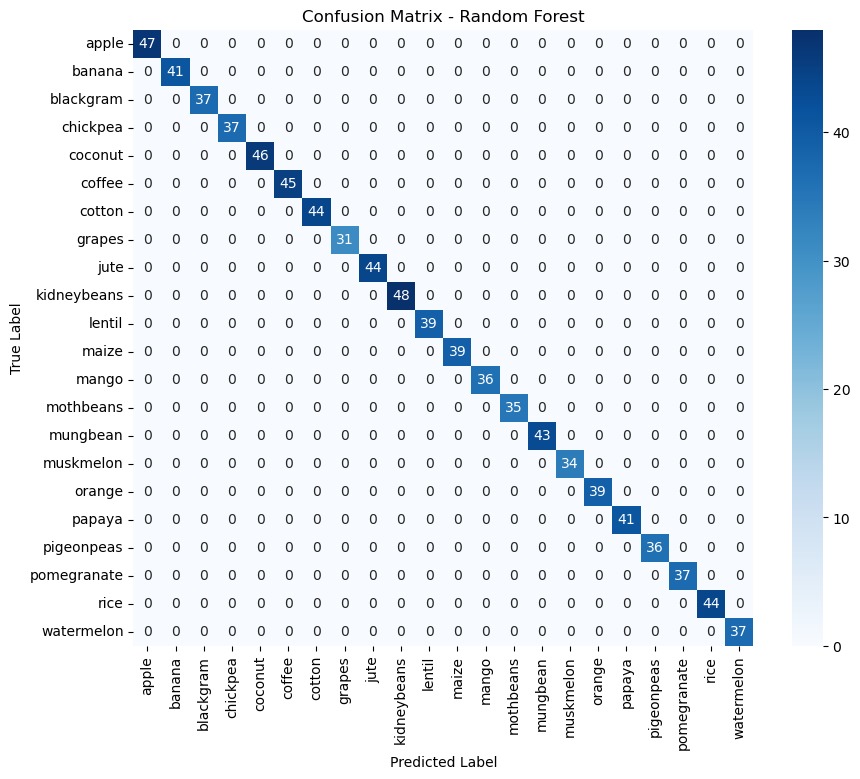 Confusion Matrix - Random Forest
True Label
apple 47 0 0 0 0 0 0 0 0 0 0 0 0 0 0 0 0 0 0 0 0 0
banana 0 41 0 0 0 0 0 0 0 0 0 0 0 0 0 0 0 0 0 0 0 0
blackgram 0 0 37 0 0 0 0 0 0 0 0 0 0 0 0 0 0 0 0 0 0 0
chickpea 0 0 0 37 0 0 0 0 0 0 0 0 0 0 0 0 0 0 0 0 0 0
coconut 0 0 0 0 46 0 0 0 0 0 0 0 0 0 0 0 0 0 0 0 0 0
coffee 0 0 0 0 0 45 0 0 0 0 0 0 0 0 0 0 0 0 0 0 0 0
cotton 0 0 0 0 0 0 44 0 0 0 0 0 0 0 0 0 0 0 0 0 0 0
grapes 0 0 0 0 0 0 0 31 0 0 0 0 0 0 0 0 0 0 0 0 0 0
jute 0 0 0 0 0 0 0 0 44 0 0 0 0 0 0 0 0 0 0 0 0 0
kidneybeans 0 0 0 0 0 0 0 0 0 48 0 0 0 0 0 0 0 0 0 0 0 0
lentil 0 0 0 0 0 0 0 0 0 0 39 0 0 0 0 0 0 0 0 0 0 0
maize 0 0 0 0 0 0 0 0 0 0 0 39 0 0 0 0 0 0 0 0 0 0
mango 0 0 0 0 0 0 0 0 0 0 0 0 36 0 0 0 0 0 0 0 0 0
mothbeans 0 0 0 0 0 0 0 0 0 0 0 0 0 35 0 0 0 0 0 0 0 0
mungbean 0 0 0 0 0 0 0 0 0 0 0 0 0 0 43 0 0 0 0 0 0 0
muskmelon 0 0 0 0 0 0 0 0 0 0 0 0 0 0 0 34 0 0 0 0 0 0
orange 0 0 0 0 0 0 0 0 0 0 0 0 0 0 0 0 39 0 0 0 0 0
papaya 0 0 0 0 0 0 0 0 0 0 0 0 0 0 0 0 0 41 0 0 0 0
pigeonpeas 0 0 0 0 0 0 0 0 0 0 0 0 0 0 0 0 0 0 36 0 0 0
pomegranate 0 0 0 0 0 0 0 0 0 0 0 0 0 0 0 0 0 0 0 37 0 0
rice 0 0 0 0 0 0 0 0 0 0 0 0 0 0 0 0 0 0 0 0 44 0
watermelon 0 0 0 0 0 0 0 0 0 0 0 0 0 0 0 0 0 0 0 0 0 37
apple
banana
blackgram
chickpea
coconut
coffee
cotton
grapes
jute
kidneybeans
lentil
maize
mango
mothbeans
mungbean
muskmelon
orange
papaya
pigeonpeas
pomegranate
rice
watermelon
Predicted Label
40
30
20
10
0